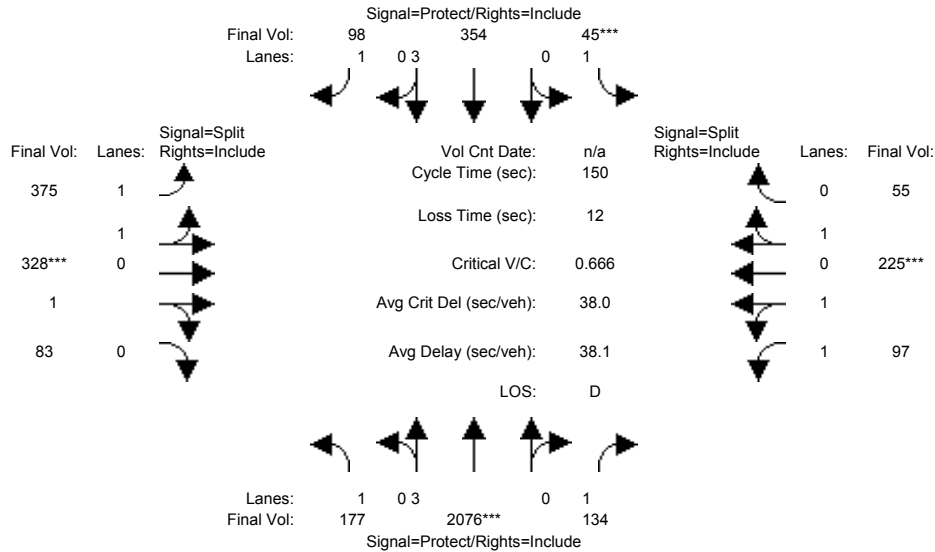 Signal=Protect/Rights=Include
Final Vol: 98 354 45***
Lanes: 1 0 3 0 1
Signal=Split Signal=Split
Final Vol: Lanes: Rights=Include Vol Cnt Date: n/a Rights=Include Lanes: Final Vol:
Cycle Time (sec): 150
375 1 0 55
Loss Time (sec): 12
1 1
328*** 0 Critical V/C: 0.666 0 225***
1 Avg Crit Del (sec/veh): 38.0 1
83 0 Avg Delay (sec/veh): 38.1 1 97
LOS: D
Lanes: 1 0 3 0 1
Final Vol: 177 2076*** 134
Signal=Protect/Rights=Include